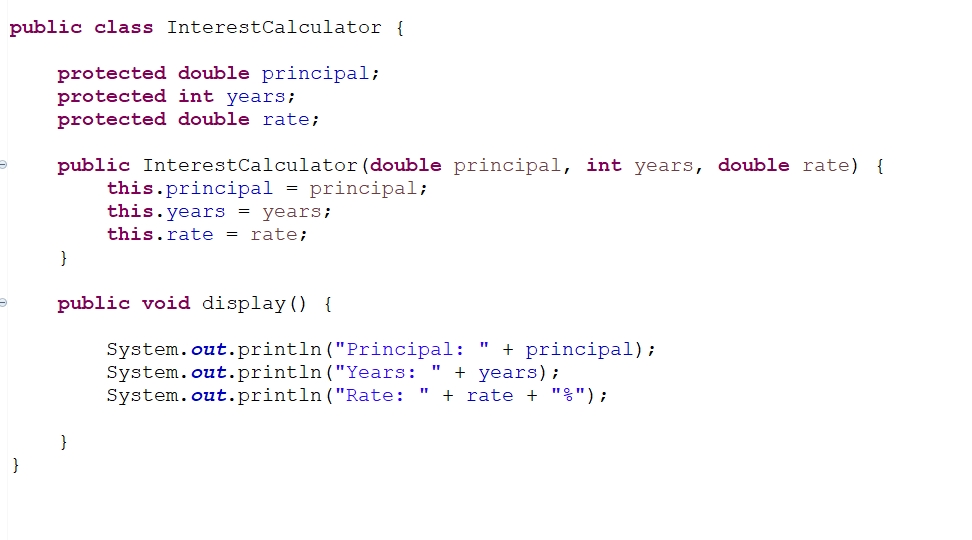 public class InterestCalculator {
protected double principal;
protected int years;
protected double rate;
public InterestCalculator(double principal, int years, double rate) {
this.principal = principal;
this.years = years;
this.rate = rate;
}
public void display() {
System.out.println("Principal: " + principal);
System.out.println("Years: " + years);
System.out.println("Rate: " + rate + "%");
}
}